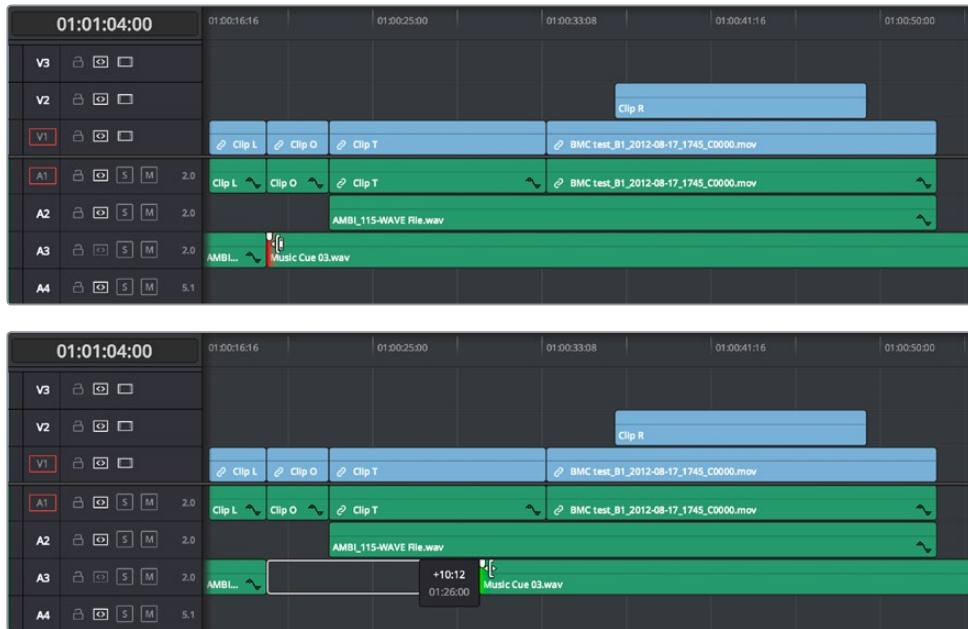 01:01:04:00 01:00:16:16 01:00:25:00 01:00:33:08 01:00:41:16 01:00:50:00
V3
V2 Clip R
V1 Clip L Clip O Clip T BMC test_B1_2012-08-17_1745_C0000.mov
A1 S M 2.0 Clip L Clip O Clip T BMC test_B1_2012-08-17_1745_C0000.mov
A2 S M 2.0 AMBI_115-WAVE File.wav
A3 S M 2.0 AMBI... Music Cue 03.wav
A4 S M 5.1
01:01:04:00 01:00:16:16 01:00:25:00 01:00:33:08 01:00:41:16 01:00:50:00
V3
V2 Clip R
V1 Clip L Clip O Clip T BMC test_B1_2012-08-17_1745_C0000.mov
A1 S M 2.0 Clip L Clip O Clip T BMC test_B1_2012-08-17_1745_C0000.mov
A2 S M 2.0 AMBI_115-WAVE File.wav
A3 S M 2.0 AMBI... +10:12 Music Cue 03.wav
01:26:00
A4 S M 5.1